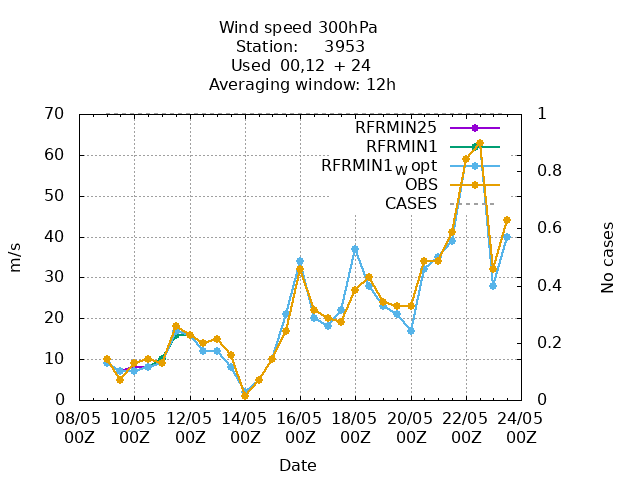 Wind speed 300hPa
Station: 3953
Used 00,12 + 24
Averaging window: 12h
70 1
RFRMIN25
RFRMIN1
60
RFRMIN1w opt
0.8
OBS
50
CASES
0.6
40
m/s
No cases
30
0.4
20
0.2
10
0 0
08/05 10/05 12/05 14/05 16/05 18/05 20/05 22/05 24/05
00Z 00Z 00Z 00Z 00Z 00Z 00Z 00Z 00Z
Date